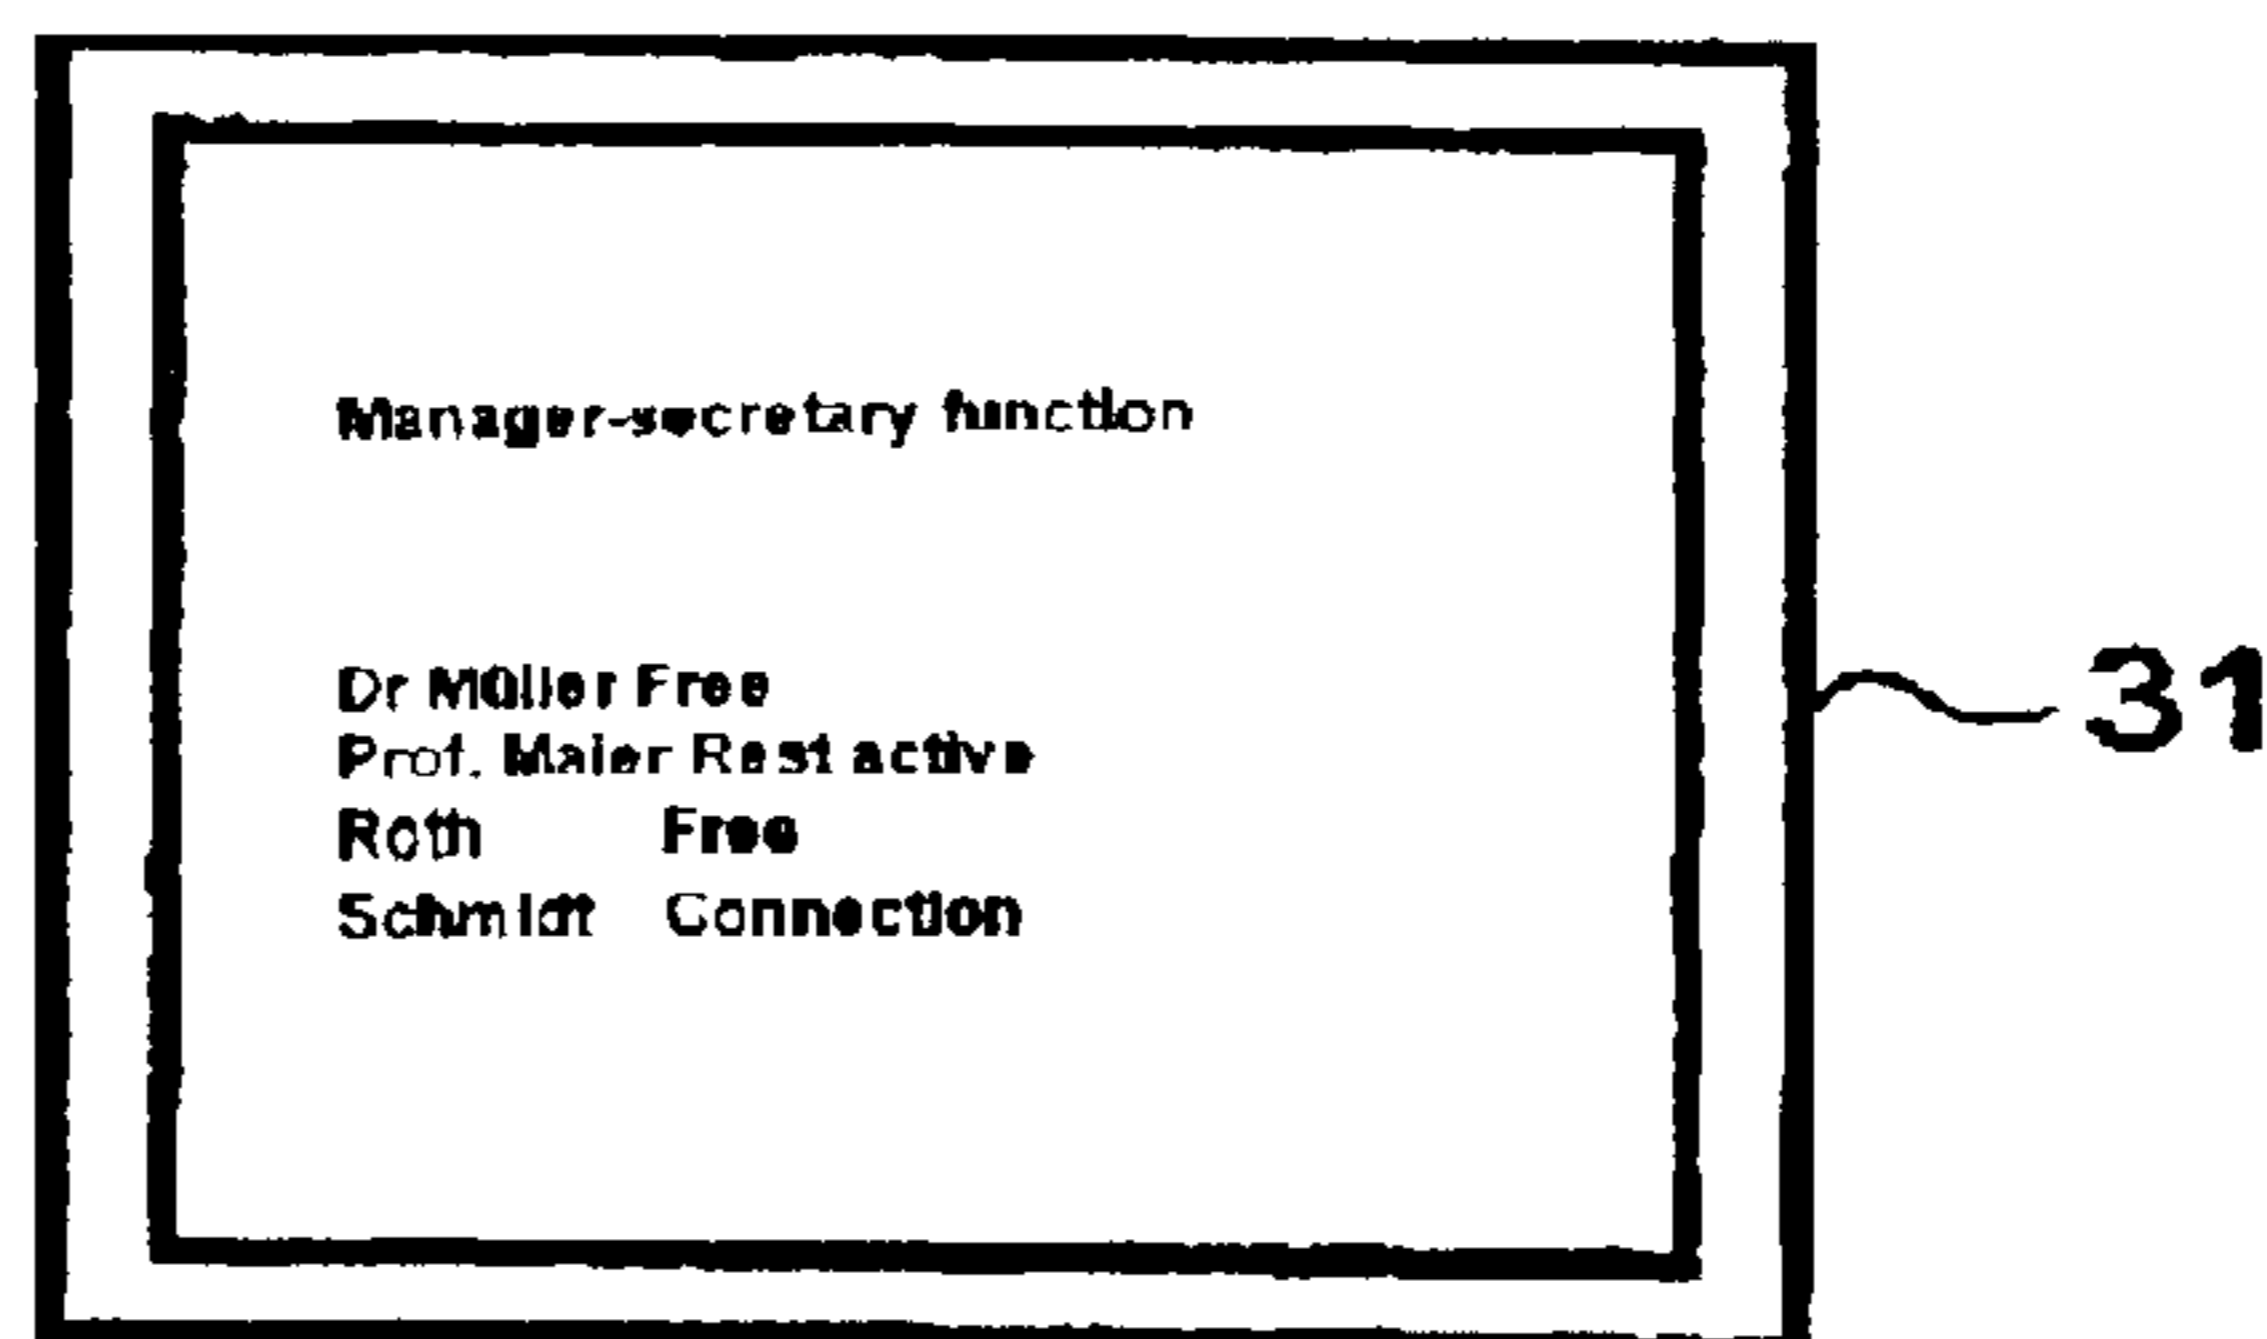 Manager-secretary function
Dr Müller Free
Prof. Maier Rest active
31
Roth Free
Schmidt Connection